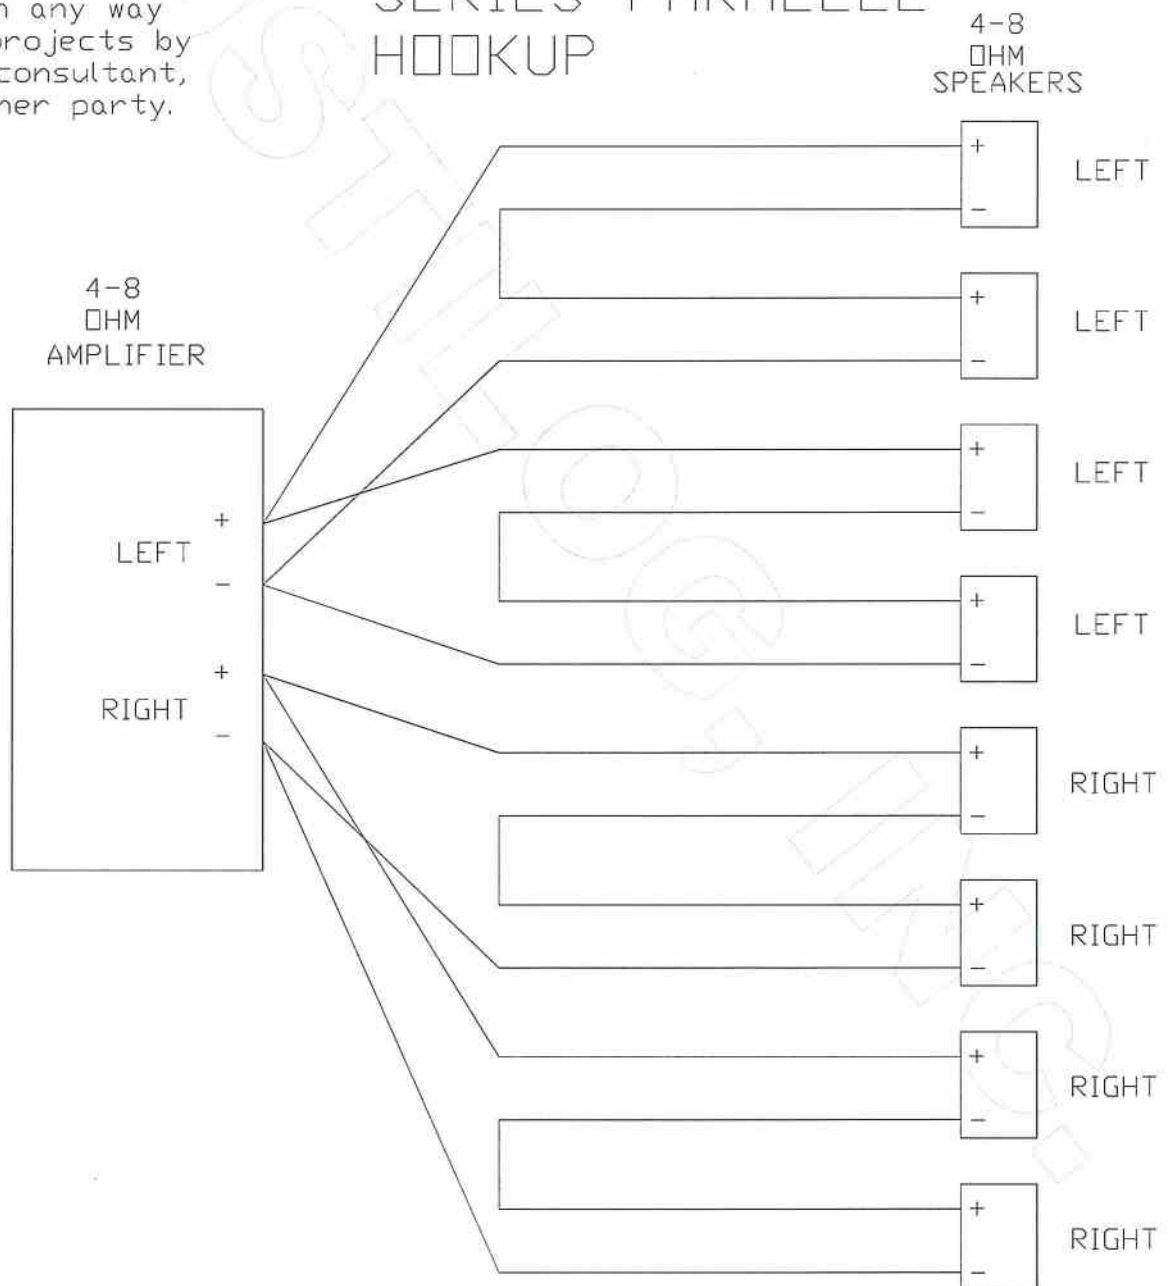 any way
projects by
consultant,
party.
HOOKUP
4-8
OHM
SPEAKERS
+
LEFT
-
+
LEFT
-
+
LEFT
-
+
LEFT
-
+
RIGHT
-
+
RIGHT
-
+
RIGHT
-
+
RIGHT
-
4-8
OHM
AMPLIFIER
+
LEFT
-
+
RIGHT
-